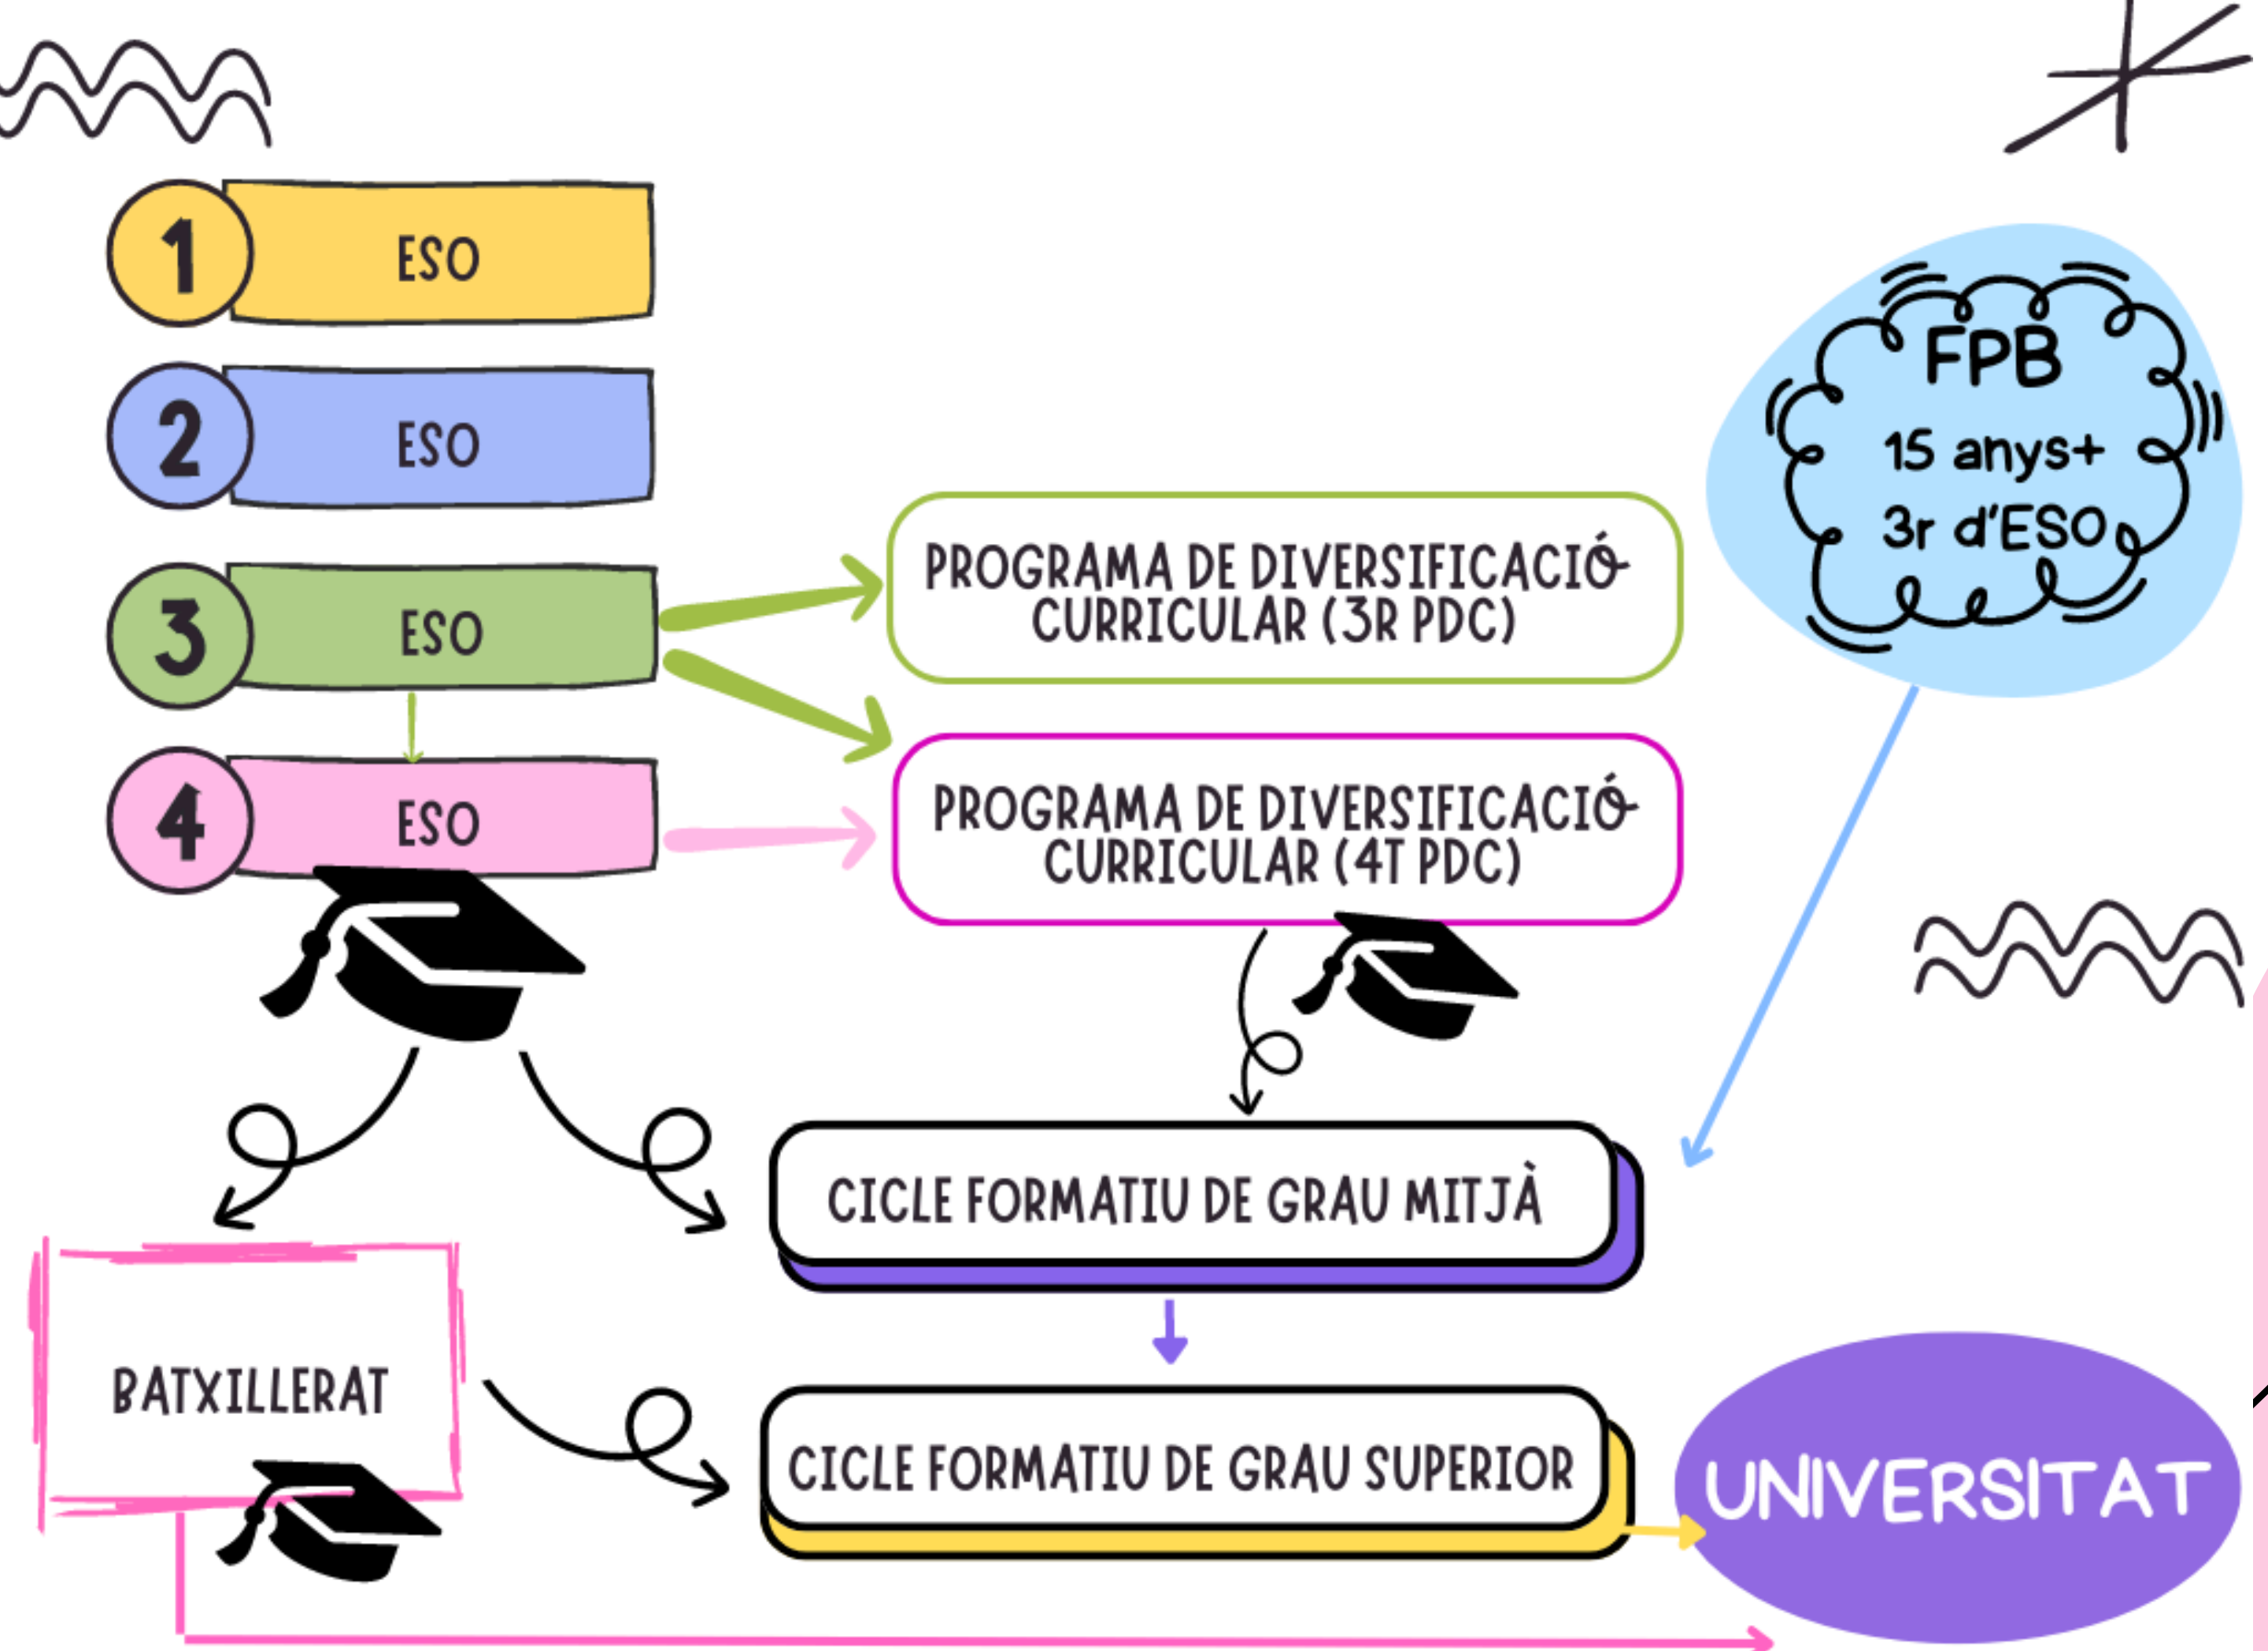 1
ESO
2
ESO
3
ESO
4
ESO
PROGRAMA DE DIVERSIFICACIÓ
CURRICULAR (3R PDC)
PROGRAMA DE DIVERSIFICACIÓ
CURRICULAR (4T PDC)
FPB
15 anys+
3r d'ESO
CICLE FORMATIU DE GRAU MITJÀ
BATXILLERAT
CICLE FORMATIU DE GRAU SUPERIOR
UNIVERSITAT